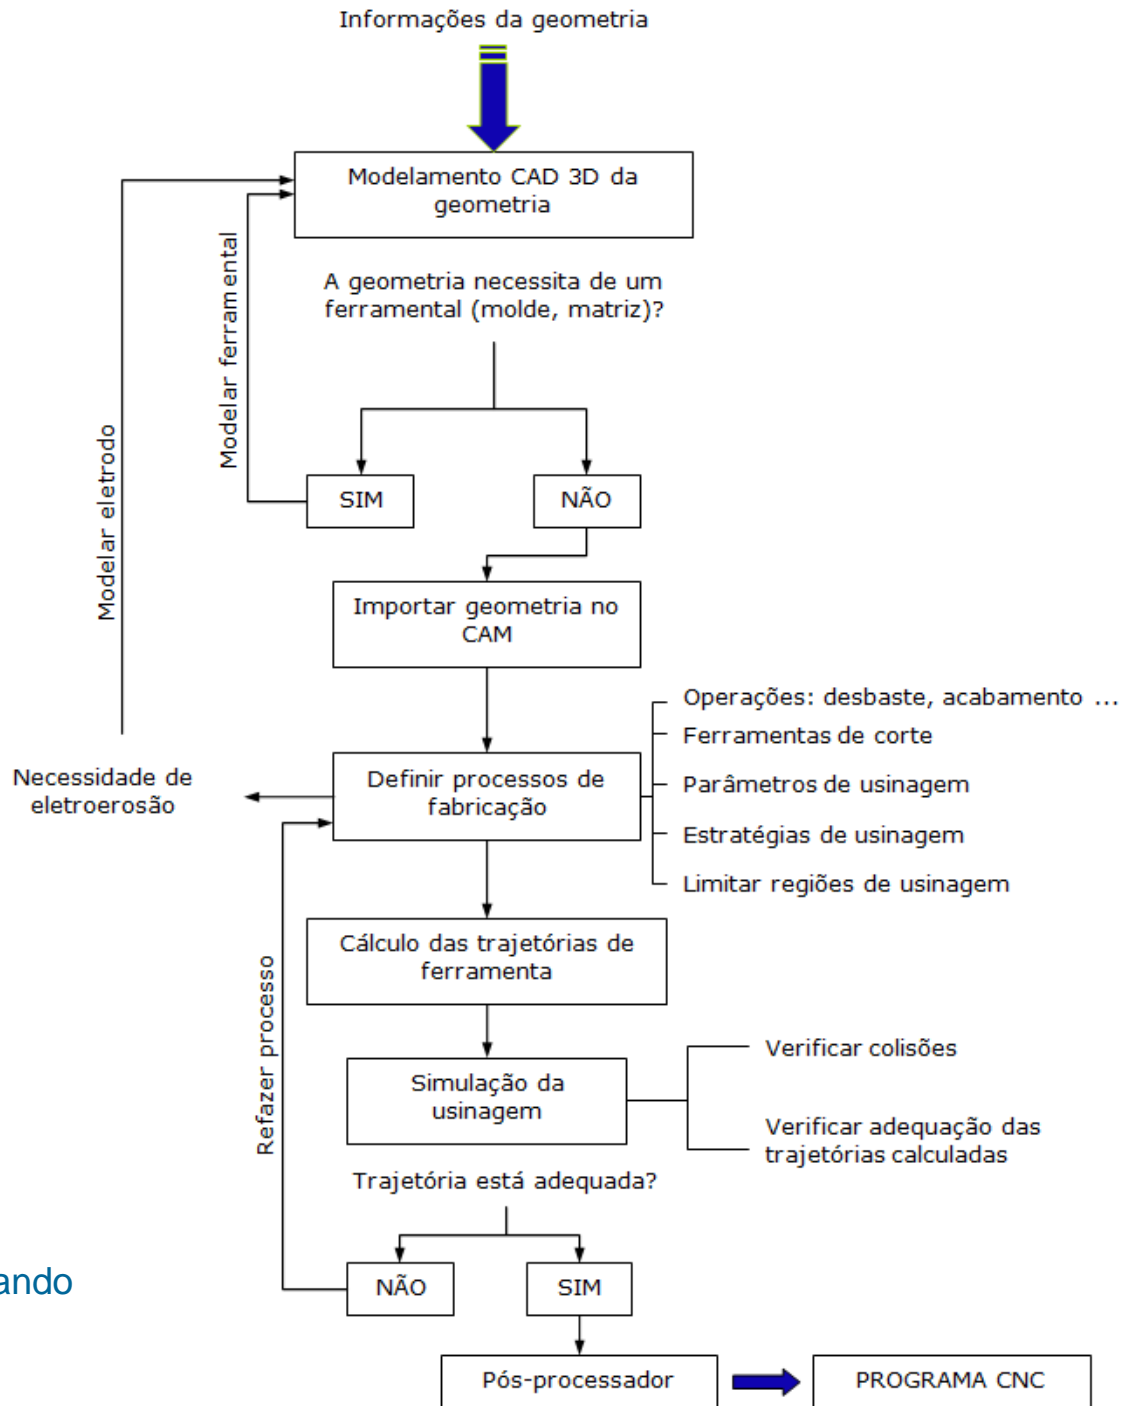 Informações da geometria
Modelamento CAD 3D da
geometria
A geometria necessita de um
ferramental (molde, matriz)?
Modelar ferramental
Modelar eletrodo
SIM
NÃO
Importar geometria no
CAM
Operações: desbaste, acabamento ...
Ferramentas de corte
Parâmetros de usinagem
Estratégias de usinagem
Limitar regiões de usinagem
Definir processos de
fabricação
Necessidade de
eletroerosão
Cálculo das trajetórias de
ferramenta
Refazer processo
Simulação da
usinagem
Verificar colisões
Verificar adequação das
trajetórias calculadas
Trajetória está adequada?
NÃO
SIM
ando
Pós-processador
PROGRAMA CNC